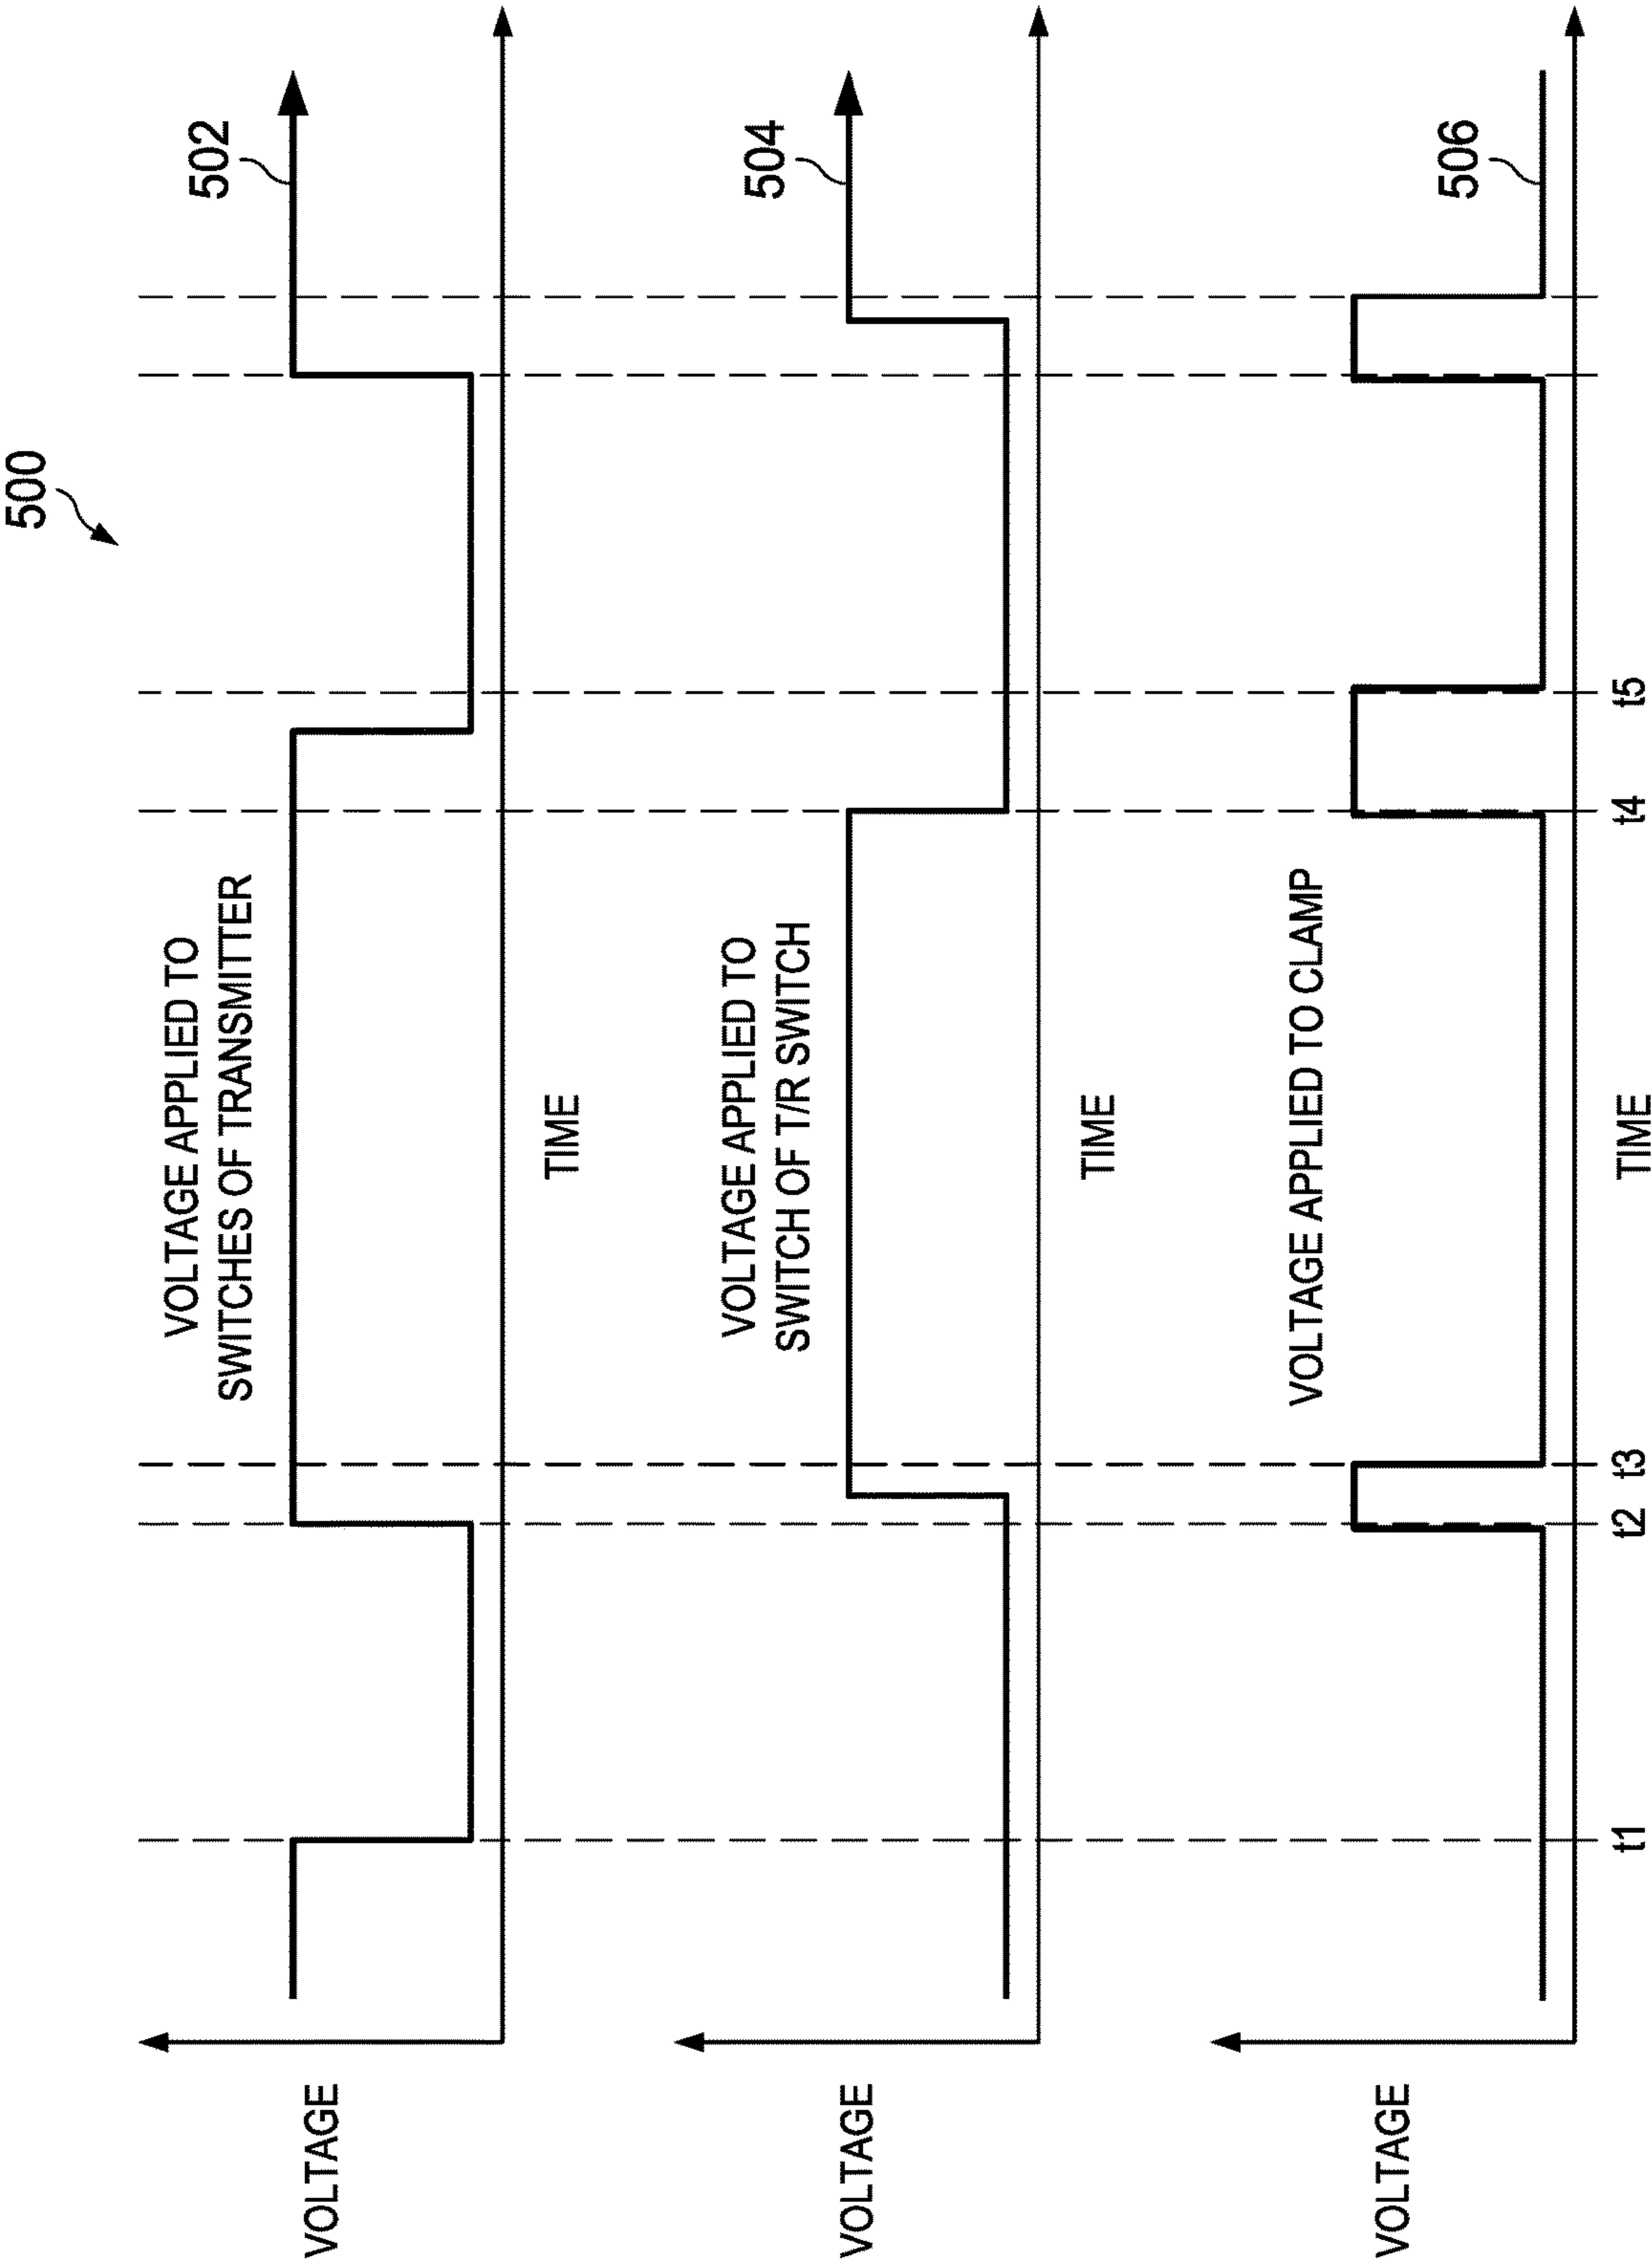 500
VOLTAGE
VOLTAGE APPLIED TO
SWITCHES OF TRANSMITTER
502
TIME
VOLTAGE
VOLTAGE APPLIED TO
SWITCH OF T/R SWITCH
504
TIME
VOLTAGE
VOLTAGE APPLIED TO CLAMP
506
t1
t2
t3
t4
t5
TIME